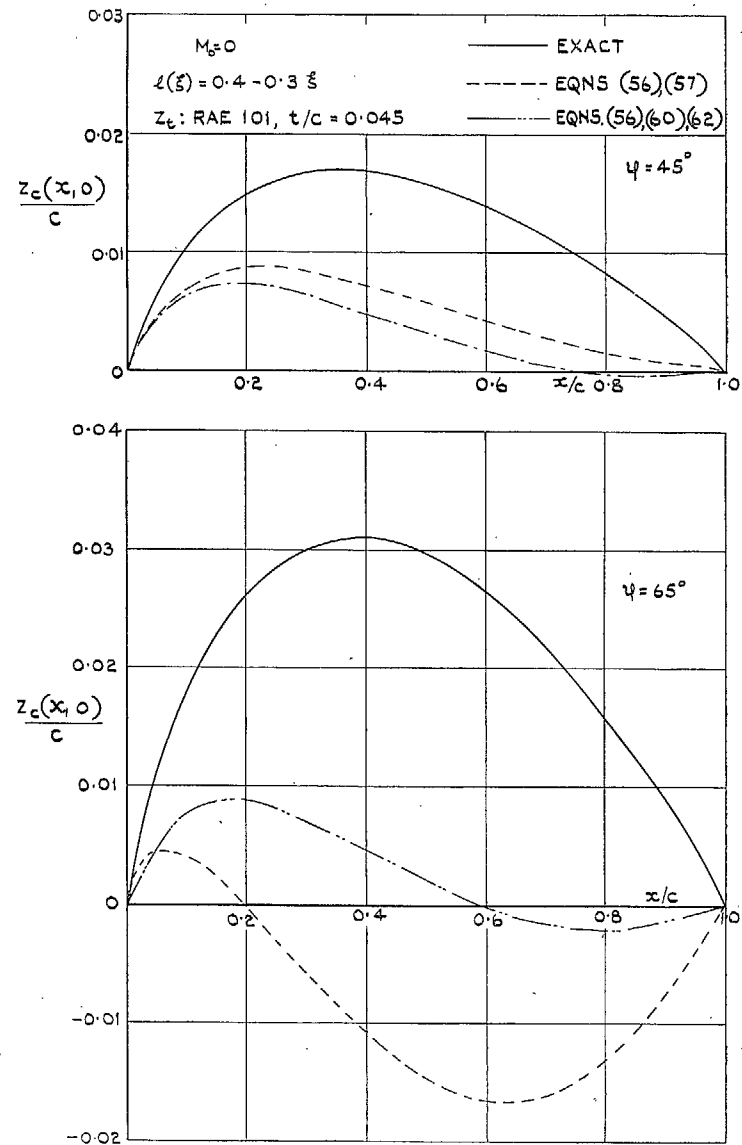 0.03
M₀=0
EXACT
ℓ(ξ) = 0.4 - 0.3 ξ
EQNS (56),(57)
Zₜ: RAE 101, t/c = 0.045
EQNS.(56),(60),(62)
0.02
ψ = 45°
z_c(x,0)
c
0.01
0
0.2
0.4
0.6
x/c
0.8
1.0
0.04
0.03
ψ = 65°
0.02
z_c(x,0)
c
0.01
x/c
0
0.2
0.4
0.6
0.8
1.0
-0.01
-0.02